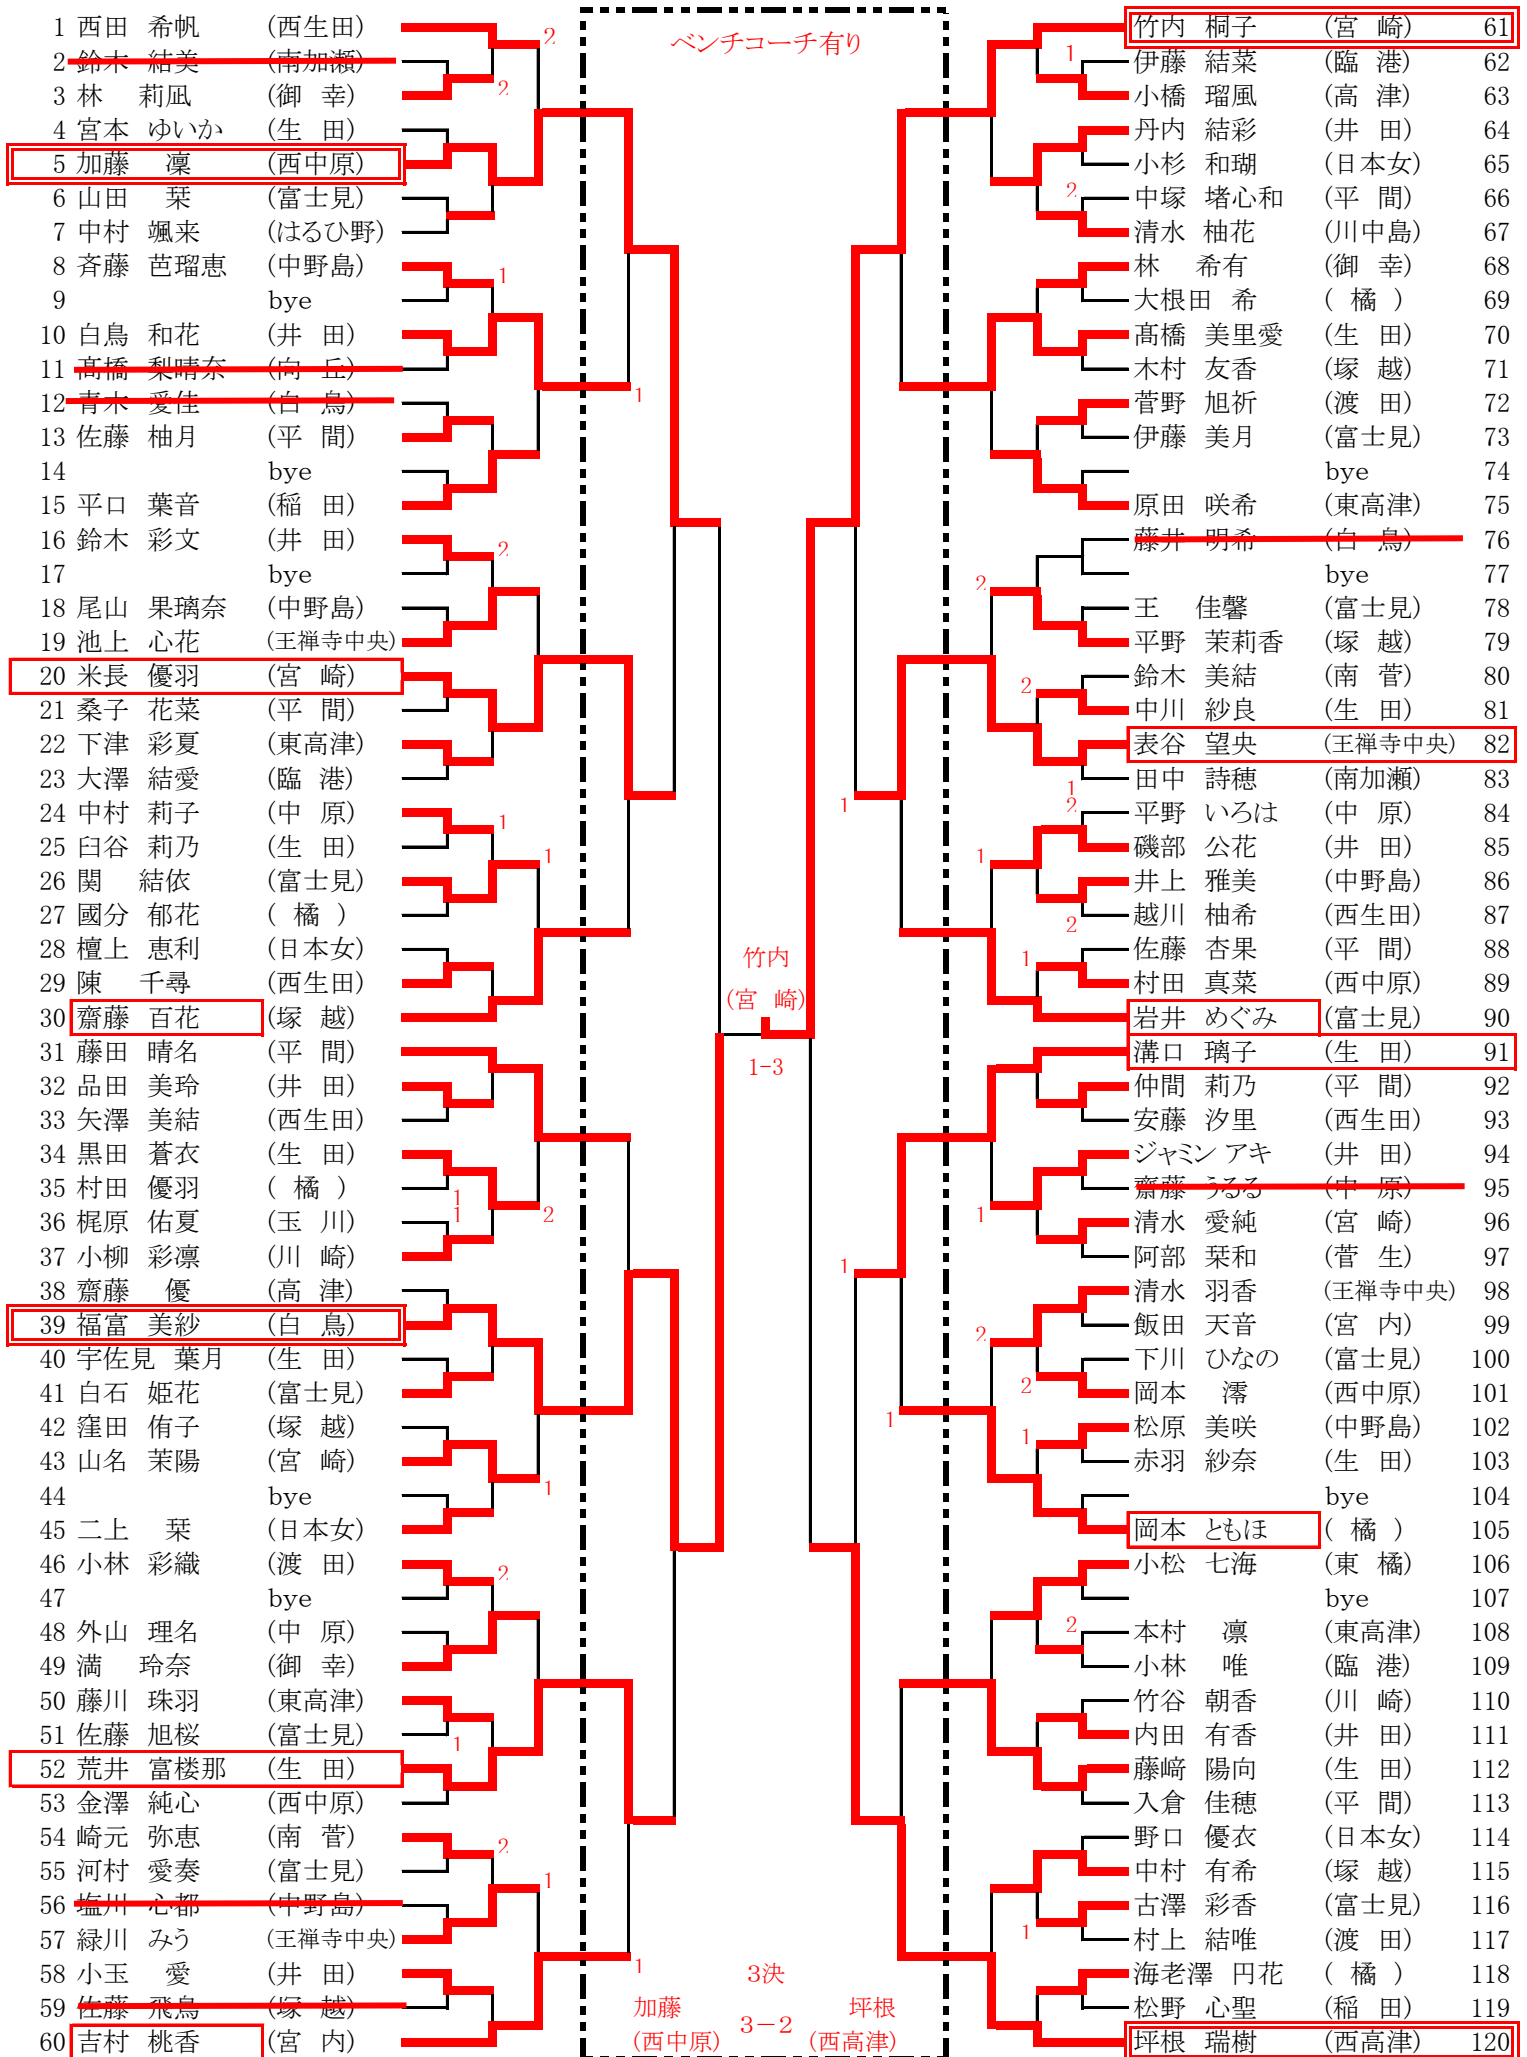 1 西田 希帆 (西生田)
2 鈴木 結美 (南加瀬)
3 林 莉凪 (御 幸)
4 宮本 ゆいか (生 田)
5 加藤 凜 (西中原)
6 山田 栞 (富士見)
7 中村 颯来 (はるひ野)
8 斉藤 芭瑠恵 (中野島)
9 bye
10 白鳥 和花 (井 田)
11 髙橋 梨晴奈 (向 丘)
12 青木 愛佳 (白 鳥)
13 佐藤 柚月 (平 間)
14 bye
15 平口 葉音 (稲 田)
16 鈴木 彩文 (井 田)
17 bye
18 尾山 果璃奈 (中野島)
19 池上 心花 (王禅寺中央)
20 米長 優羽 (宮 崎)
21 桑子 花菜 (平 間)
22 下津 彩夏 (東高津)
23 大澤 結愛 (臨 港)
24 中村 莉子 (中 原)
25 臼谷 莉乃 (生 田)
26 関 結依 (富士見)
27 國分 郁花 ( 橘 )
28 檀上 恵利 (日本女)
29 陳 千尋 (西生田)
30 齋藤 百花 (塚 越)
31 藤田 晴名 (平 間)
32 品田 美玲 (井 田)
33 矢澤 美結 (西生田)
34 黒田 蒼衣 (生 田)
35 村田 優羽 ( 橘 )
36 梶原 佑夏 (玉 川)
37 小柳 彩凛 (川 崎)
38 齋藤 優 (高 津)
39 福富 美紗 (白 鳥)
40 宇佐見 葉月 (生 田)
41 白石 姫花 (富士見)
42 窪田 侑子 (塚 越)
43 山名 茉陽 (宮 崎)
44 bye
45 二上 栞 (日本女)
46 小林 彩織 (渡 田)
47 bye
48 外山 理名 (中 原)
49 満 玲奈 (御 幸)
50 藤川 珠羽 (東高津)
51 佐藤 旭桜 (富士見)
52 荒井 富楼那 (生 田)
53 金澤 純心 (西中原)
54 崎元 弥恵 (南 菅)
55 河村 愛奏 (富士見)
56 塩川 心都 (中野島)
57 緑川 みう (王禅寺中央)
58 小玉 愛 (井 田)
59 佐藤 飛鳥 (塚 越)
60 吉村 桃香 (宮 内)
2
2
1
1
2
1
1
1
1
2
1
2
1
2
1
1
ベンチコーチ有り
竹内
(宮 崎)
1-3
3決
加藤 3－2 坪根
(西中原) (西高津)
1
2
2
2
1
1
2
1
2
1
1
1
2
2
1
1
2
1
竹内 桐子 (宮 崎) 61
伊藤 結菜 (臨 港) 62
小橋 瑠風 (高 津) 63
丹内 結彩 (井 田) 64
小杉 和瑚 (日本女) 65
中塚 堵心和 (平 間) 66
清水 柚花 (川中島) 67
林 希有 (御 幸) 68
大根田 希 ( 橘 ) 69
髙橋 美里愛 (生 田) 70
木村 友香 (塚 越) 71
菅野 旭祈 (渡 田) 72
伊藤 美月 (富士見) 73
bye 74
原田 咲希 (東高津) 75
藤井 明希 (白 鳥) 76
bye 77
王 佳馨 (富士見) 78
平野 茉莉香 (塚 越) 79
鈴木 美結 (南 菅) 80
中川 紗良 (生 田) 81
表谷 望央 (王禅寺中央) 82
田中 詩穂 (南加瀬) 83
平野 いろは (中 原) 84
磯部 公花 (井 田) 85
井上 雅美 (中野島) 86
越川 柚希 (西生田) 87
佐藤 杏果 (平 間) 88
村田 真菜 (西中原) 89
岩井 めぐみ (富士見) 90
溝口 璃子 (生 田) 91
仲間 莉乃 (平 間) 92
安藤 汐里 (西生田) 93
ジャミン アキ (井 田) 94
齋藤 うるる (中 原) 95
清水 愛純 (宮 崎) 96
阿部 栞和 (菅 生) 97
清水 羽香 (王禅寺中央) 98
飯田 天音 (宮 内) 99
下川 ひなの (富士見) 100
岡本 澪 (西中原) 101
松原 美咲 (中野島) 102
赤羽 紗奈 (生 田) 103
bye 104
岡本 ともほ ( 橘 ) 105
小松 七海 (東 橘) 106
bye 107
本村 凛 (東高津) 108
小林 唯 (臨 港) 109
竹谷 朝香 (川 崎) 110
内田 有香 (井 田) 111
藤﨑 陽向 (生 田) 112
入倉 佳穂 (平 間) 113
野口 優衣 (日本女) 114
中村 有希 (塚 越) 115
古澤 彩香 (富士見) 116
村上 結唯 (渡 田) 117
海老澤 円花 ( 橘 ) 118
松野 心聖 (稲 田) 119
坪根 瑞樹 (西高津) 120